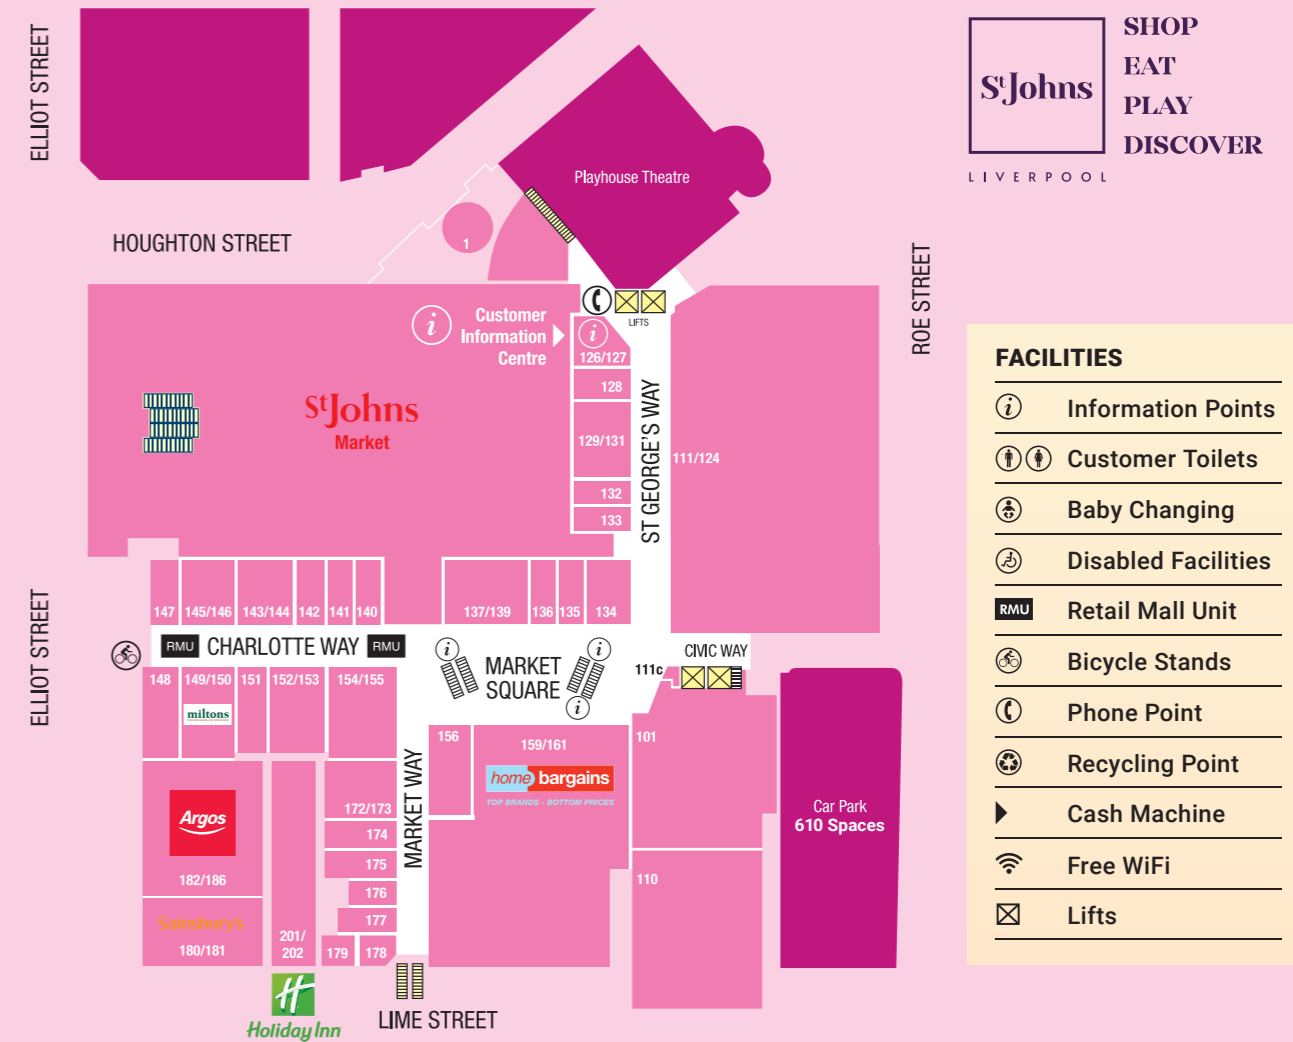 ELLIOT STREET
HOUGHTON STREET
Playhouse Theatre
1
StJohns
LIVERPOOL
SHOP
EAT
PLAY
DISCOVER
ROE STREET
i
Customer
Information
Centre
i
LIFTS
126/127
128
129/131
132
133
ST GEORGE'S WAY
111/124
StJohns
Market
ELLIOT STREET
147
145/146
143/144
142
141
140
137/139
136
135
134
RMU
CHARLOTTE WAY
RMU
i
MARKET
SQUARE
i
i
CIVIC WAY
111c
148
149/150
miltons
151
152/153
154/155
MARKET WAY
156
159/161
home bargains
TOP BRANDS - BOTTOM PRICES
101
110
Car Park
610 Spaces
Argos
182/186
Sainsbury's
180/181
201/
202
172/173
174
175
176
177
179
178
H
Holiday Inn
LIME STREET
FACILITIES
i Information Points
Customer Toilets
Baby Changing
Disabled Facilities
RMU Retail Mall Unit
Bicycle Stands
Phone Point
Recycling Point
Cash Machine
Free WiFi
Lifts